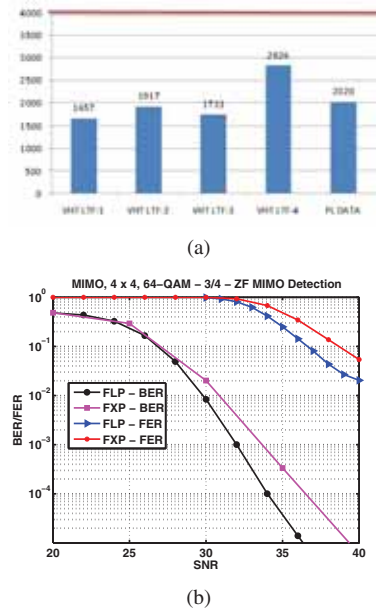 4000
3500
3000
2500
2000
1500
1000
500
0
1657 1917 1733 2826 2020
VHT LTF-1 VHT LTF-2 VHT LTF-3 VHT LTF-4 PL DATA
(a)
MIMO, 4 x 4, 64-QAM − 3/4 − ZF MIMO Detection
10^0
10^-1
10^-2
10^-3
10^-4
BER/FER
FLP − BER
FXP − BER
FLP − FER
FXP − FER
20 25 30 35 40
SNR
(b)